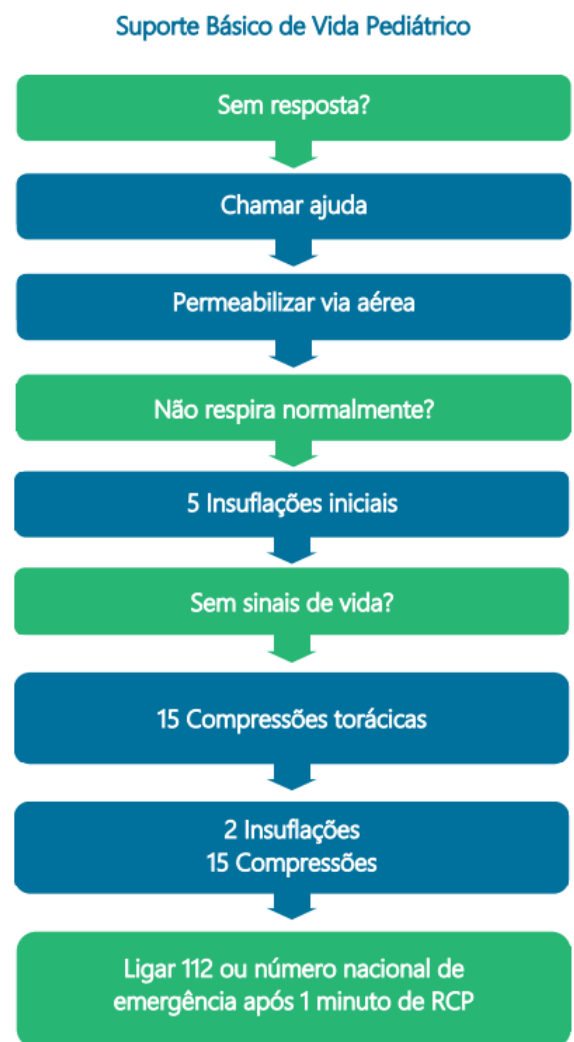 Suporte Básico de Vida Pediátrico
Sem resposta?
Chamar ajuda
Permeabilizar via aérea
Não respira normalmente?
5 Insuflações iniciais
Sem sinais de vida?
15 Compressões torácicas
2 Insuflações
15 Compressões
Ligar 112 ou número nacional de
emergência após 1 minuto de RCP